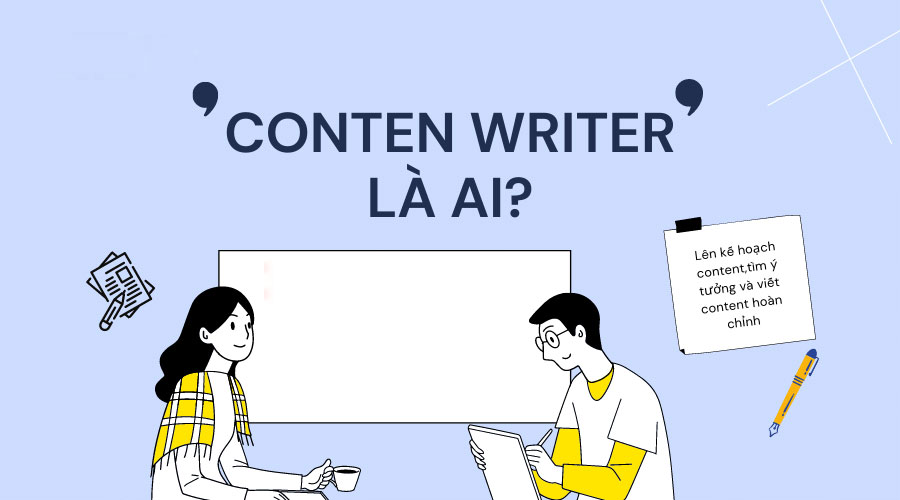 CONTEN WRITER
LÀ AI?
Lên kế hoạch
content,tìm ý
tưởng và viết
content hoàn
chỉnh